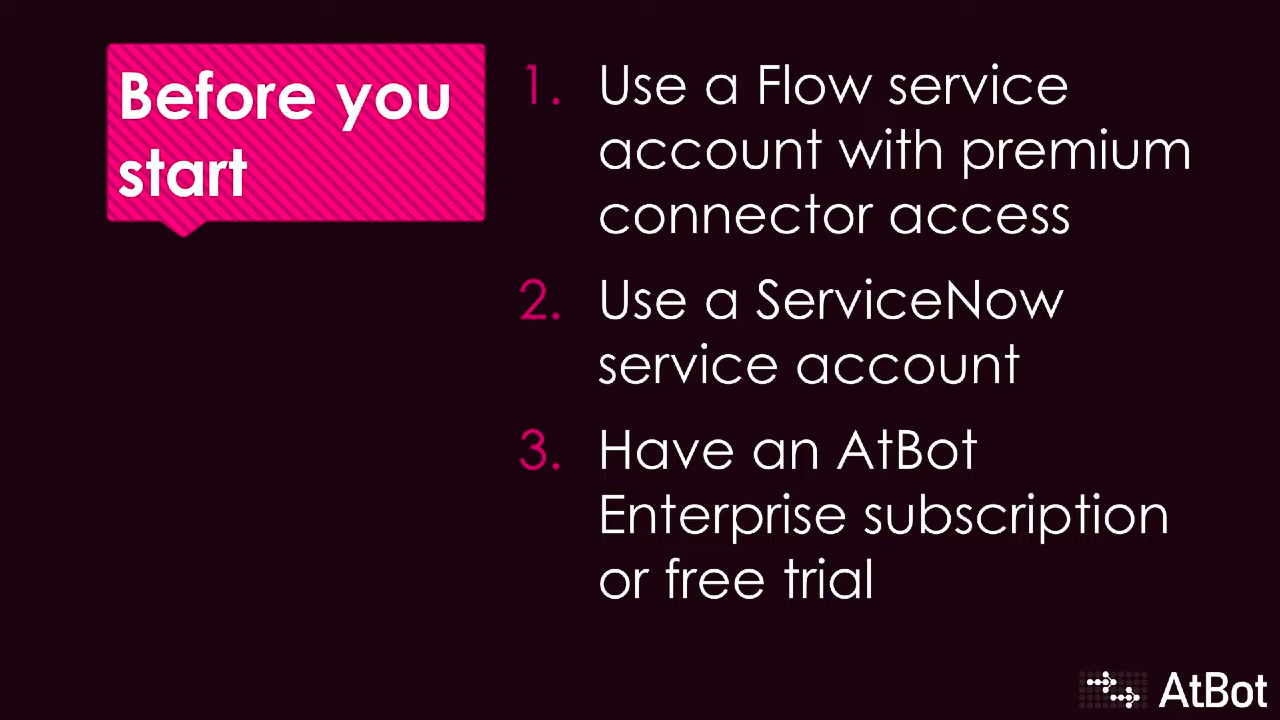 Before you
start
1. Use a Flow service
account with premium
connector access
2. Use a ServiceNow
service account
3. Have an AtBot
Enterprise subscription
or free trial
AtBot